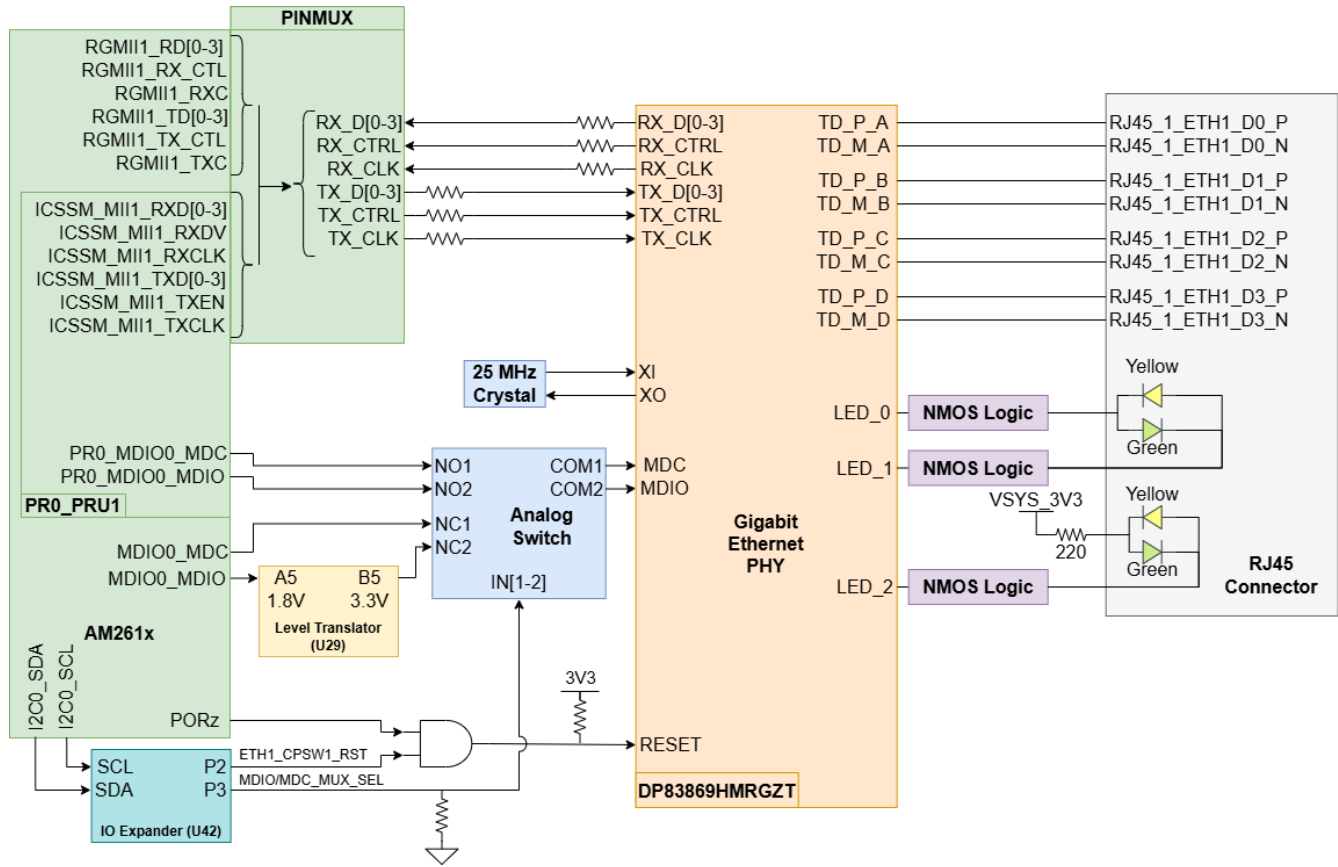 PINMUX
RGMII1_RD[0-3]
RGMII1_RX_CTL
RGMII1_RXC
RGMII1_TD[0-3]
RGMII1_TX_CTL
RGMII1_TXC
ICSSM_MII1_RXD[0-3]
ICSSM_MII1_RXDV
ICSSM_MII1_RXCLK
ICSSM_MII1_TXD[0-3]
ICSSM_MII1_TXEN
ICSSM_MII1_TXCLK
RX_D[0-3]
RX_CTRL
RX_CLK
TX_D[0-3]
TX_CTRL
TX_CLK
PR0_MDIO0_MDC
PR0_MDIO0_MDIO
PR0_PRU1
MDIO0_MDC
MDIO0_MDIO
AM261x
I2C0_SDA
I2C0_SCL
PORz
SCL
SDA
P2
P3
IO Expander (U42)
ETH1_CPSW1_RST
MDIO/MDC_MUX_SEL
A5
B5
1.8V
3.3V
Level Translator
(U29)
25 MHz
Crystal
NO1
NO2
NC1
NC2
COM1
COM2
Analog
Switch
IN[1-2]
3V3
RX_D[0-3]
RX_CTRL
RX_CLK
TX_D[0-3]
TX_CTRL
TX_CLK
XI
XO
MDC
MDIO
RESET
Gigabit
Ethernet
PHY
DP83869HMRGZT
TD_P_A
TD_M_A
TD_P_B
TD_M_B
TD_P_C
TD_M_C
TD_P_D
TD_M_D
LED_0
LED_1
LED_2
NMOS Logic
NMOS Logic
NMOS Logic
VSYS_3V3
220
RJ45_1_ETH1_D0_P
RJ45_1_ETH1_D0_N
RJ45_1_ETH1_D1_P
RJ45_1_ETH1_D1_N
RJ45_1_ETH1_D2_P
RJ45_1_ETH1_D2_N
RJ45_1_ETH1_D3_P
RJ45_1_ETH1_D3_N
Yellow
Green
Yellow
Green
RJ45
Connector